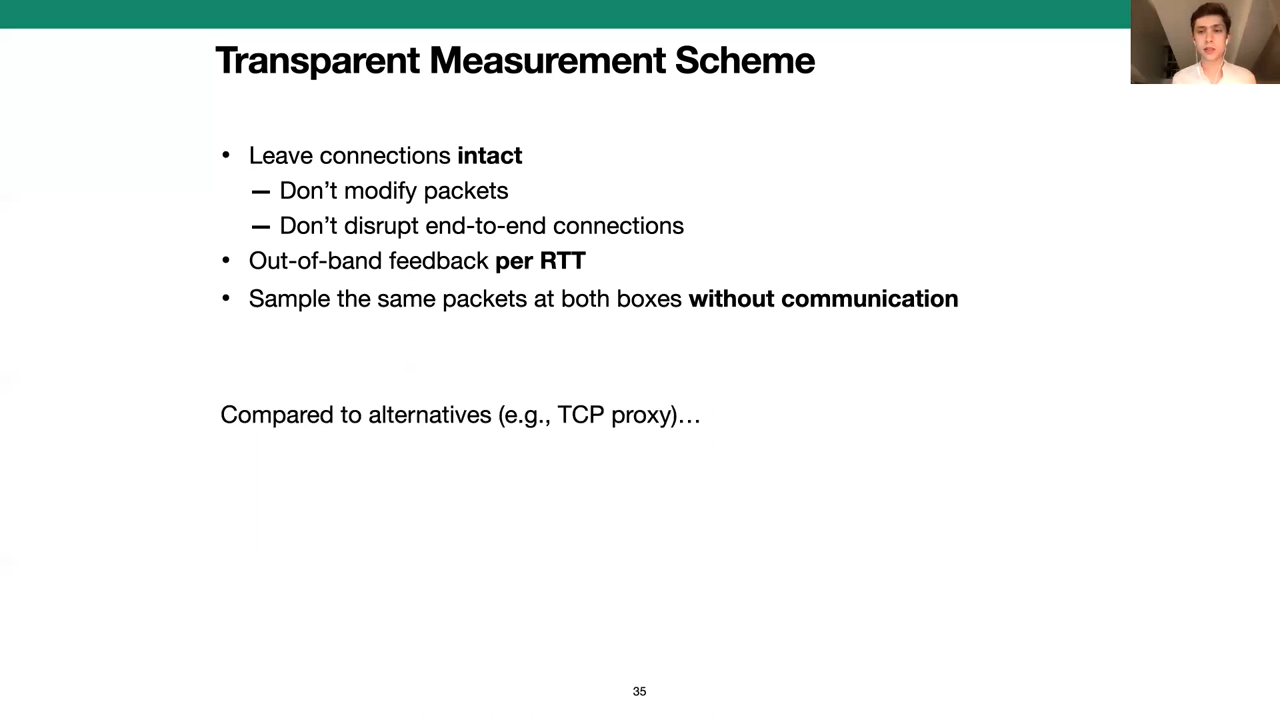 Transparent Measurement Scheme
• Leave connections intact
— Don’t modify packets
— Don’t disrupt end-to-end connections
• Out-of-band feedback per RTT
• Sample the same packets at both boxes without communication
Compared to alternatives (e.g., TCP proxy)…
35